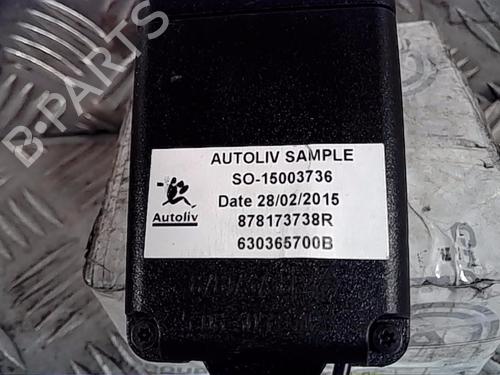 B-PARTS
AUTOLIV SAMPLE
SO-15003736
Date 28/02/2015
Autoliv
878173738R
630365700B